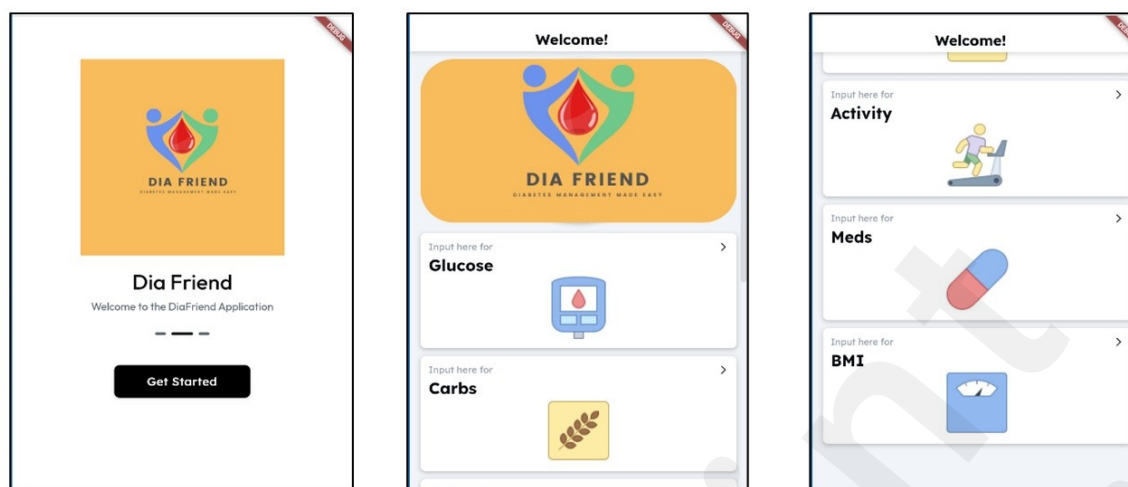 DEBUG
DIA FRIEND
DIABETES MANAGEMENT MADE EASY
Dia Friend
Welcome to the DiaFriend Application
Get Started
DEBUG
Welcome!
DIA FRIEND
DIABETES MANAGEMENT MADE EASY
Input here for
Glucose
Input here for
Carbs
DEBUG
Welcome!
Input here for
Activity
Input here for
Meds
Input here for
BMI